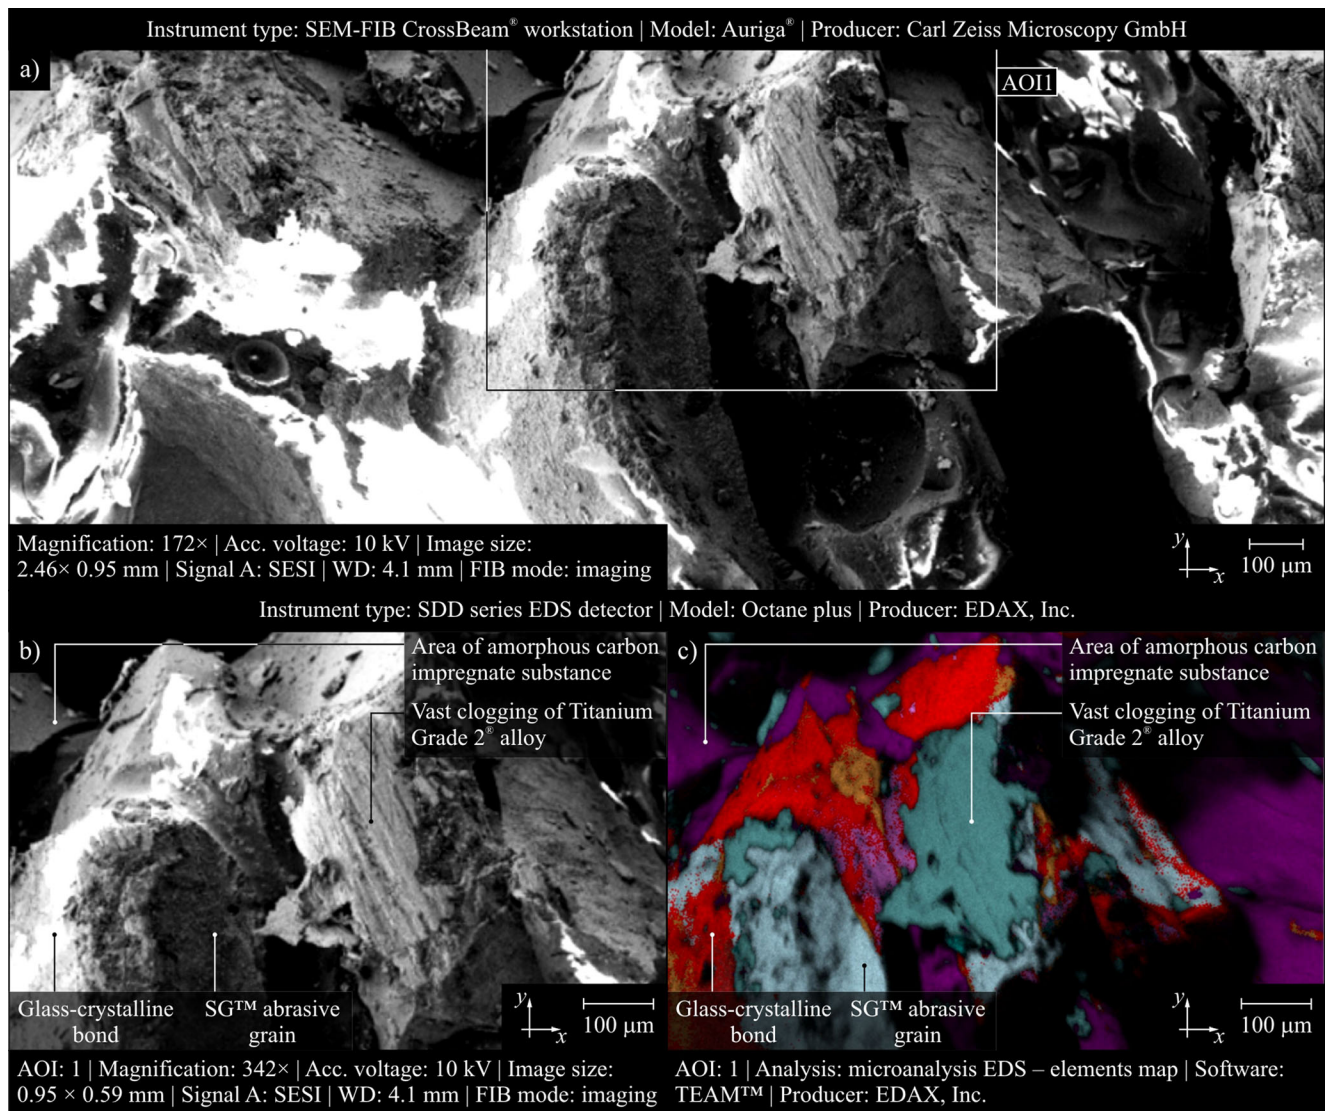 Instrument type: SEM-FIB CrossBeam® workstation | Model: Auriga® | Producer: Carl Zeiss Microscopy GmbH
a)
AOI1
Magnification: 172× | Acc. voltage: 10 kV | Image size:
2.46× 0.95 mm | Signal A: SESI | WD: 4.1 mm | FIB mode: imaging
y
x
100 µm
Instrument type: SDD series EDS detector | Model: Octane plus | Producer: EDAX, Inc.
b)
Area of amorphous carbon
impregnate substance
Vast clogging of Titanium
Grade 2® alloy
Glass-crystalline
bond
SG™ abrasive
grain
y
x
100 µm
AOI: 1 | Magnification: 342× | Acc. voltage: 10 kV | Image size:
0.95 × 0.59 mm | Signal A: SESI | WD: 4.1 mm | FIB mode: imaging
c)
Area of amorphous carbon
impregnate substance
Vast clogging of Titanium
Grade 2® alloy
Glass-crystalline
bond
SG™ abrasive
grain
y
x
100 µm
AOI: 1 | Analysis: microanalysis EDS – elements map | Software:
TEAM™ | Producer: EDAX, Inc.